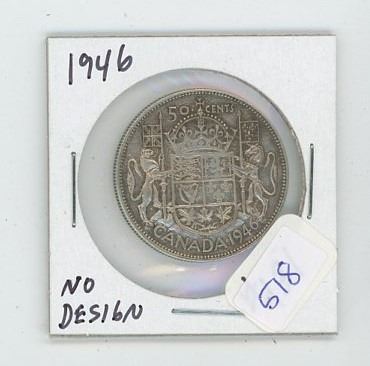 1946
50 CENTS
CANADA 1946
NO
DESIGN
518